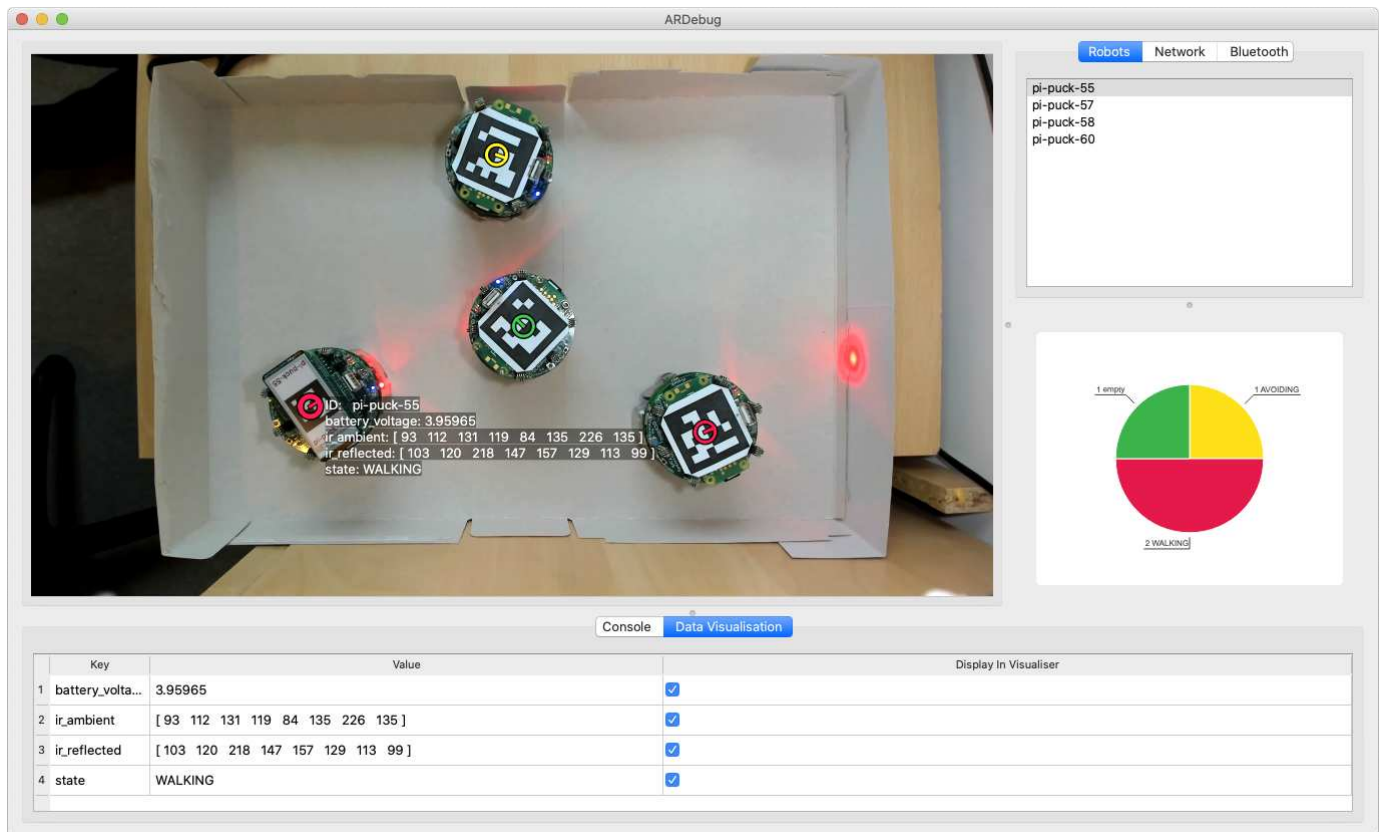 ARDebug
Robots Network Bluetooth
pi-puck-55
pi-puck-57
pi-puck-58
pi-puck-60
pi-puck-55
ID: pi-puck-55
battery_voltage: 3.95965
ir_ambient: [ 93 112 131 119 84 135 226 135 ]
ir_reflected: [ 103 120 218 147 157 129 113 99 ]
state: WALKING
1 empty
1 AVOIDING
2 WALKING
Console Data Visualisation
Key Value Display In Visualiser
1 battery_volta... 3.95965
2 ir_ambient [ 93 112 131 119 84 135 226 135 ]
3 ir_reflected [ 103 120 218 147 157 129 113 99 ]
4 state WALKING